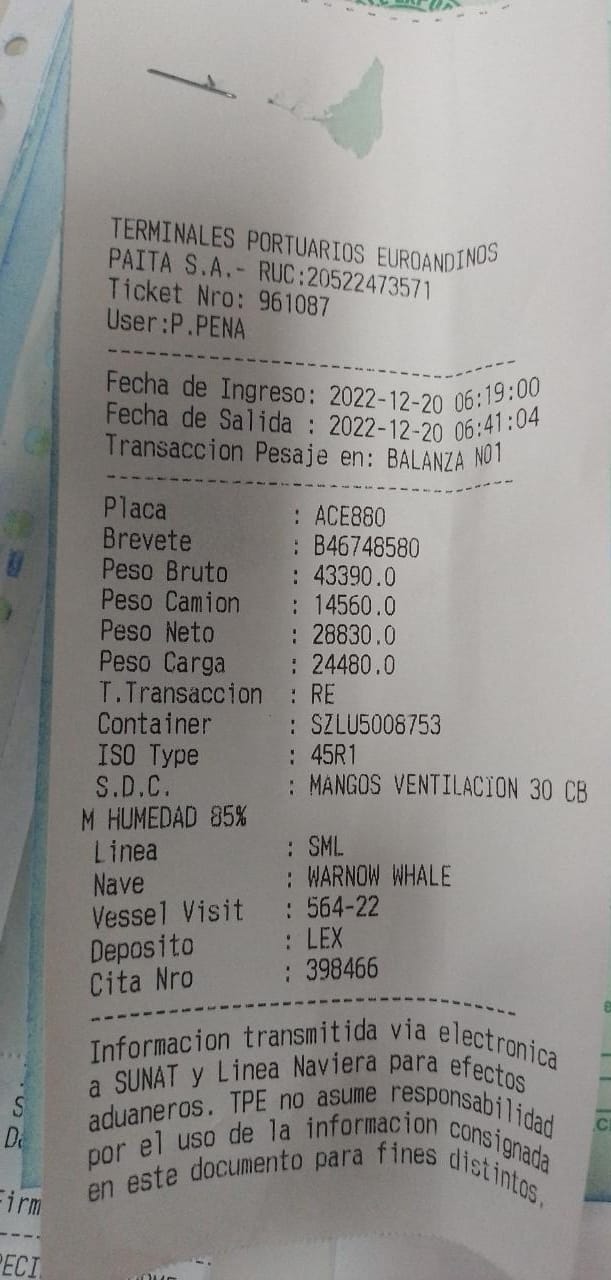 TERMINALES PORTUARIOS EUROANDINOS
PAITA S.A.- RUC:20522473571
Ticket Nro: 961087
User:P.PENA
Fecha de Ingreso: 2022-12-20 06:19:00
Fecha de Salida : 2022-12-20 06:41:04
Transaccion Pesaje en: BALANZA N01
Placa : ACE880
Brevete : B46748580
Peso Bruto : 43390.0
Peso Camion : 14560.0
Peso Neto : 28830.0
Peso Carga : 24480.0
T.Transaccion : RE
Container : SZLU5008753
ISO Type : 45R1
S.D.C. : MANGOS VENTILACION 30 CB
M HUMEDAD 85%
Linea : SML
Nave : WARNOW WHALE
Vessel Visit : 564-22
Deposito : LEX
Cita Nro : 398466
Informacion transmitida via electronica
a SUNAT y Linea Naviera para efectos
aduaneros. TPE no asume responsabilidad
por el uso de la informacion consignada
en este documento para fines distintos.